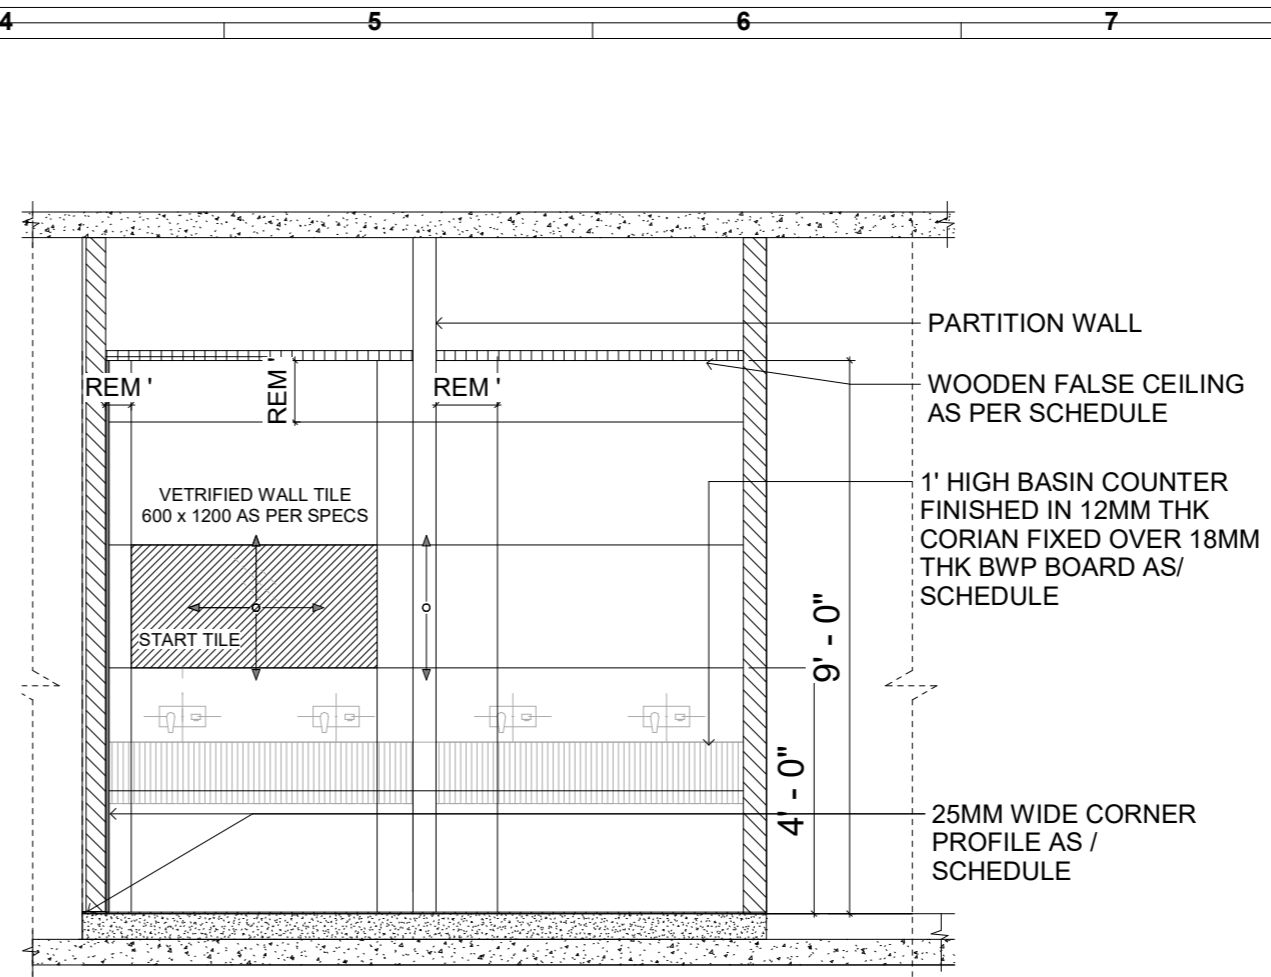 4 5 6 7
PARTITION WALL
WOODEN FALSE CEILING
AS PER SCHEDULE
REM '
REM '
REM '
1' HIGH BASIN COUNTER
FINISHED IN 12MM THK
CORIAN FIXED OVER 18MM
THK BWP BOARD AS/
SCHEDULE
VETRIFIED WALL TILE
600 x 1200 AS PER SPECS
START TILE
9' - 0"
4' - 0"
25MM WIDE CORNER
PROFILE AS /
SCHEDULE